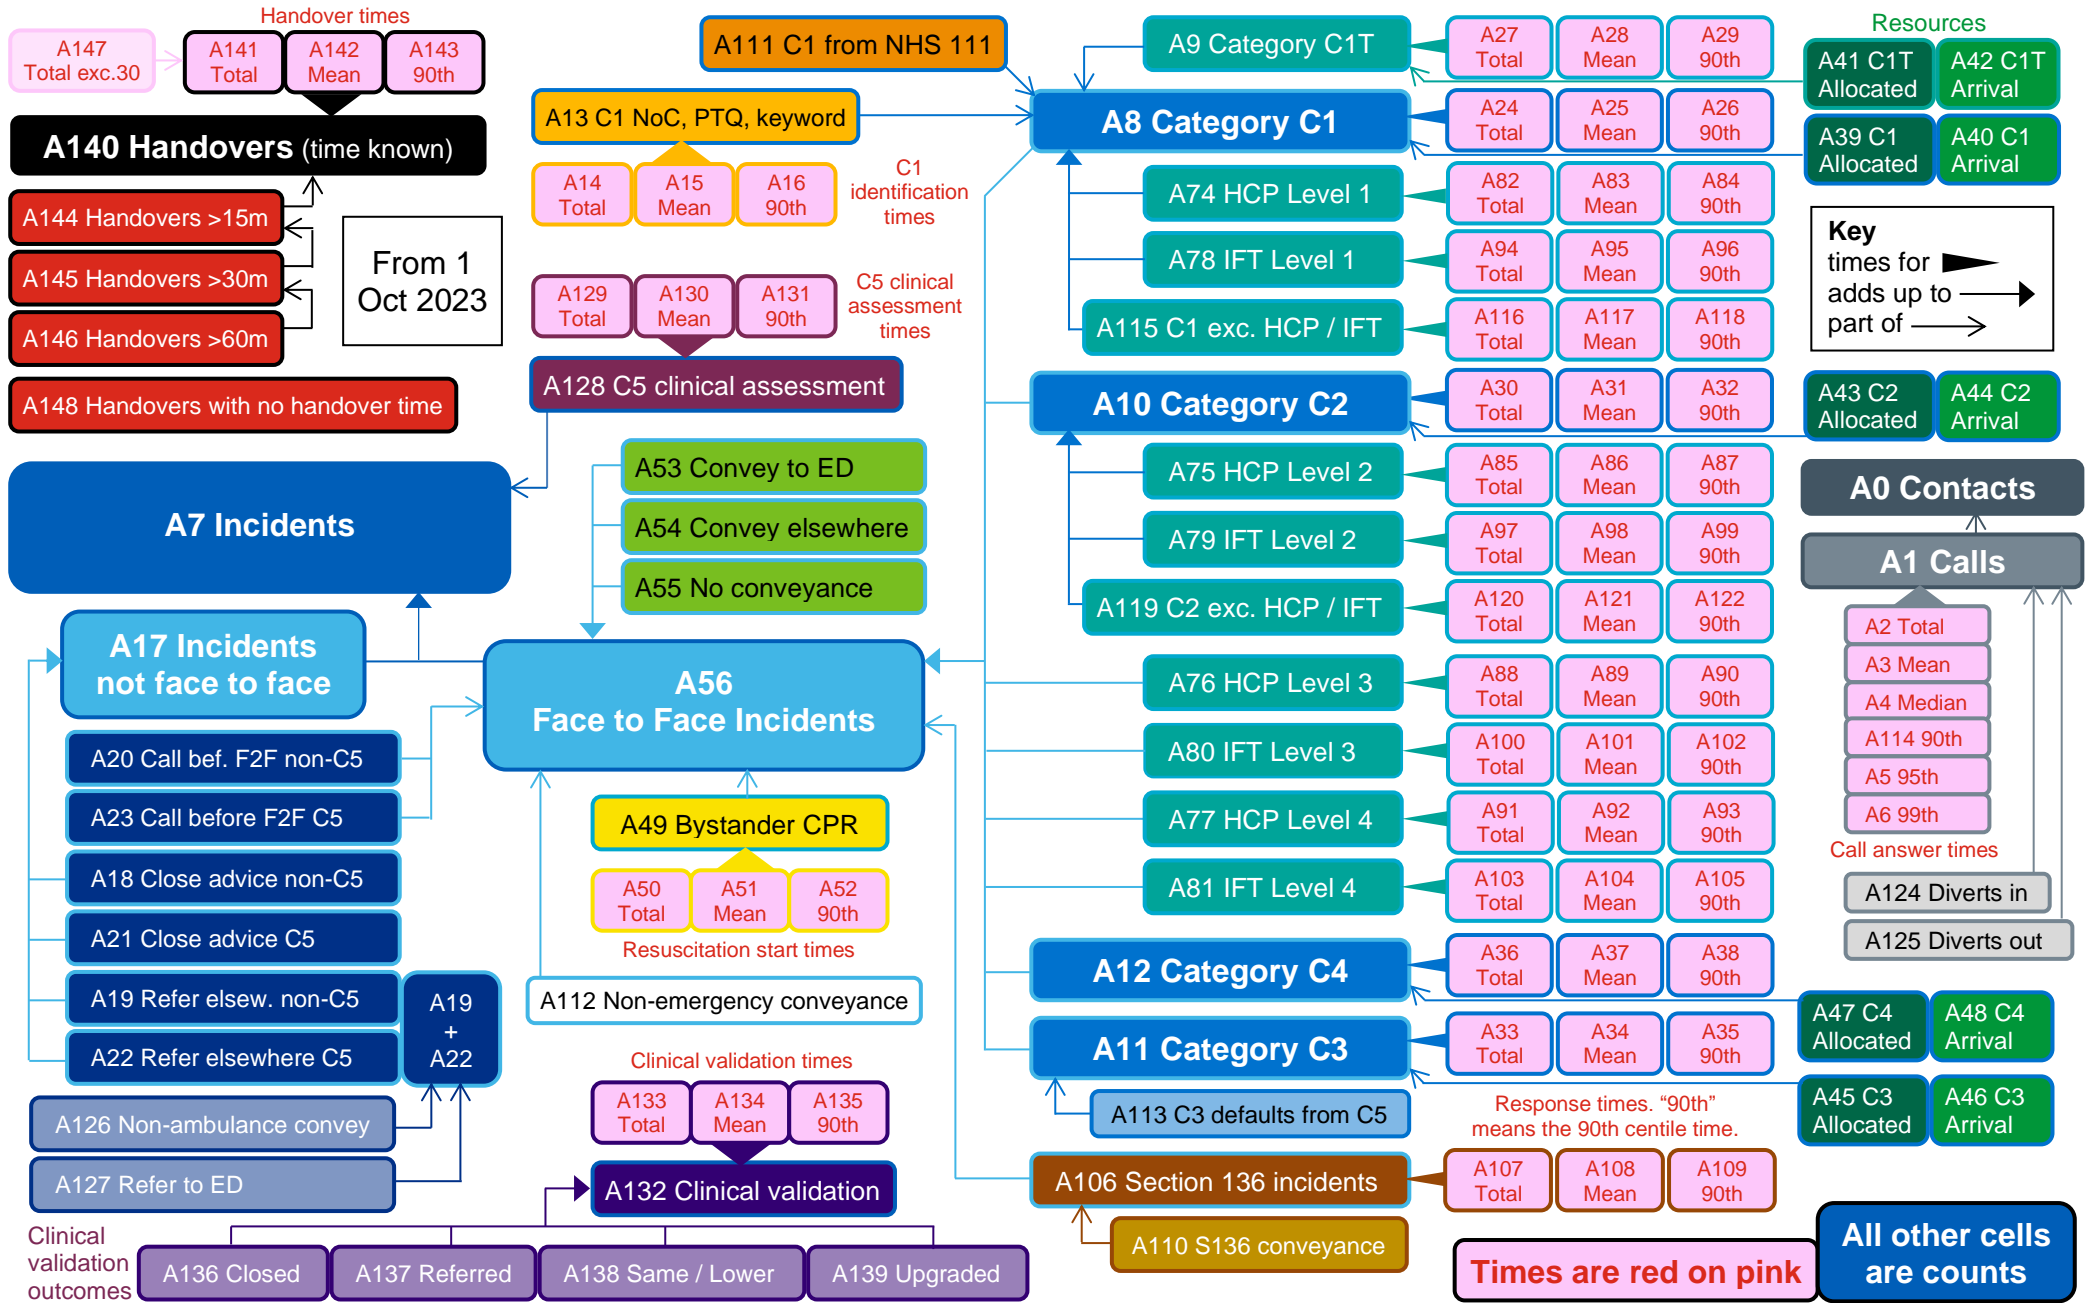 Handover times
A147
Total exc.30
A141
Total
A142
Mean
A143
90th
A140 Handovers (time known)
A144 Handovers >15m
A145 Handovers >30m
A146 Handovers >60m
A148 Handovers with no handover time
From 1
Oct 2023
A111 C1 from NHS 111
A13 C1 NoC, PTQ, keyword
A14
Total
A15
Mean
A16
90th
C1
identification
times
A129
Total
A130
Mean
A131
90th
C5 clinical
assessment
times
A128 C5 clinical assessment
A7 Incidents
A53 Convey to ED
A54 Convey elsewhere
A55 No conveyance
A17 Incidents
not face to face
A56
Face to Face Incidents
A20 Call bef. F2F non-C5
A23 Call before F2F C5
A18 Close advice non-C5
A21 Close advice C5
A19 Refer elsew. non-C5
A22 Refer elsewhere C5
A19
+
A22
A126 Non-ambulance convey
A127 Refer to ED
A49 Bystander CPR
A50
Total
A51
Mean
A52
90th
Resuscitation start times
A112 Non-emergency conveyance
Clinical validation times
A133
Total
A134
Mean
A135
90th
A132 Clinical validation
Clinical
validation
outcomes
A136 Closed
A137 Referred
A138 Same / Lower
A139 Upgraded
A9 Category C1T
A27
Total
A28
Mean
A29
90th
A8 Category C1
A24
Total
A25
Mean
A26
90th
A74 HCP Level 1
A82
Total
A83
Mean
A84
90th
A78 IFT Level 1
A94
Total
A95
Mean
A96
90th
A115 C1 exc. HCP / IFT
A116
Total
A117
Mean
A118
90th
A10 Category C2
A30
Total
A31
Mean
A32
90th
A75 HCP Level 2
A85
Total
A86
Mean
A87
90th
A79 IFT Level 2
A97
Total
A98
Mean
A99
90th
A119 C2 exc. HCP / IFT
A120
Total
A121
Mean
A122
90th
A76 HCP Level 3
A88
Total
A89
Mean
A90
90th
A80 IFT Level 3
A100
Total
A101
Mean
A102
90th
A77 HCP Level 4
A91
Total
A92
Mean
A93
90th
A81 IFT Level 4
A103
Total
A104
Mean
A105
90th
A12 Category C4
A36
Total
A37
Mean
A38
90th
A11 Category C3
A33
Total
A34
Mean
A35
90th
A113 C3 defaults from C5
Response times. “90th”
means the 90th centile time.
A106 Section 136 incidents
A107
Total
A108
Mean
A109
90th
A110 S136 conveyance
Resources
A41 C1T
Allocated
A42 C1T
Arrival
A39 C1
Allocated
A40 C1
Arrival
Key
times for
adds up to
part of
A43 C2
Allocated
A44 C2
Arrival
A0 Contacts
A1 Calls
A2 Total
A3 Mean
A4 Median
A114 90th
A5 95th
A6 99th
Call answer times
A124 Diverts in
A125 Diverts out
A47 C4
Allocated
A48 C4
Arrival
A45 C3
Allocated
A46 C3
Arrival
Times are red on pink
All other cells
are counts